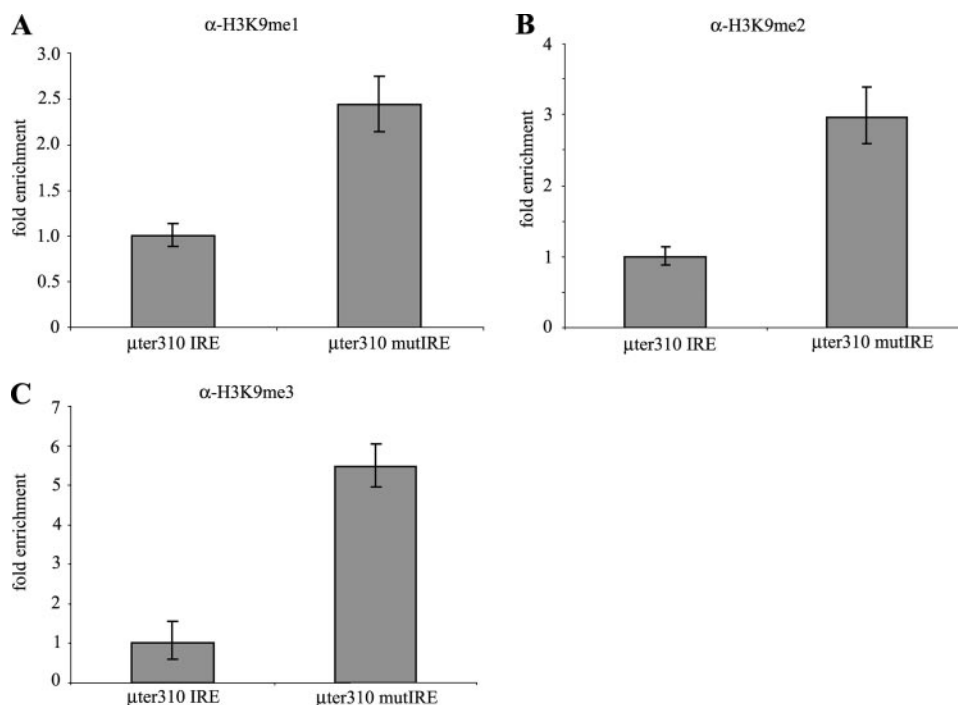 A
α-H3K9me1
fold enrichment
3.0
2.5
2.0
1.0
0.5
0
μter310 IRE
μter310 mutIRE
B
α-H3K9me2
fold enrichment
4
3
2
1
0
μter310 IRE
μter310 mutIRE
C
α-H3K9me3
fold enrichment
7
6
5
4
3
2
1
0
μter310 IRE
μter310 mutIRE